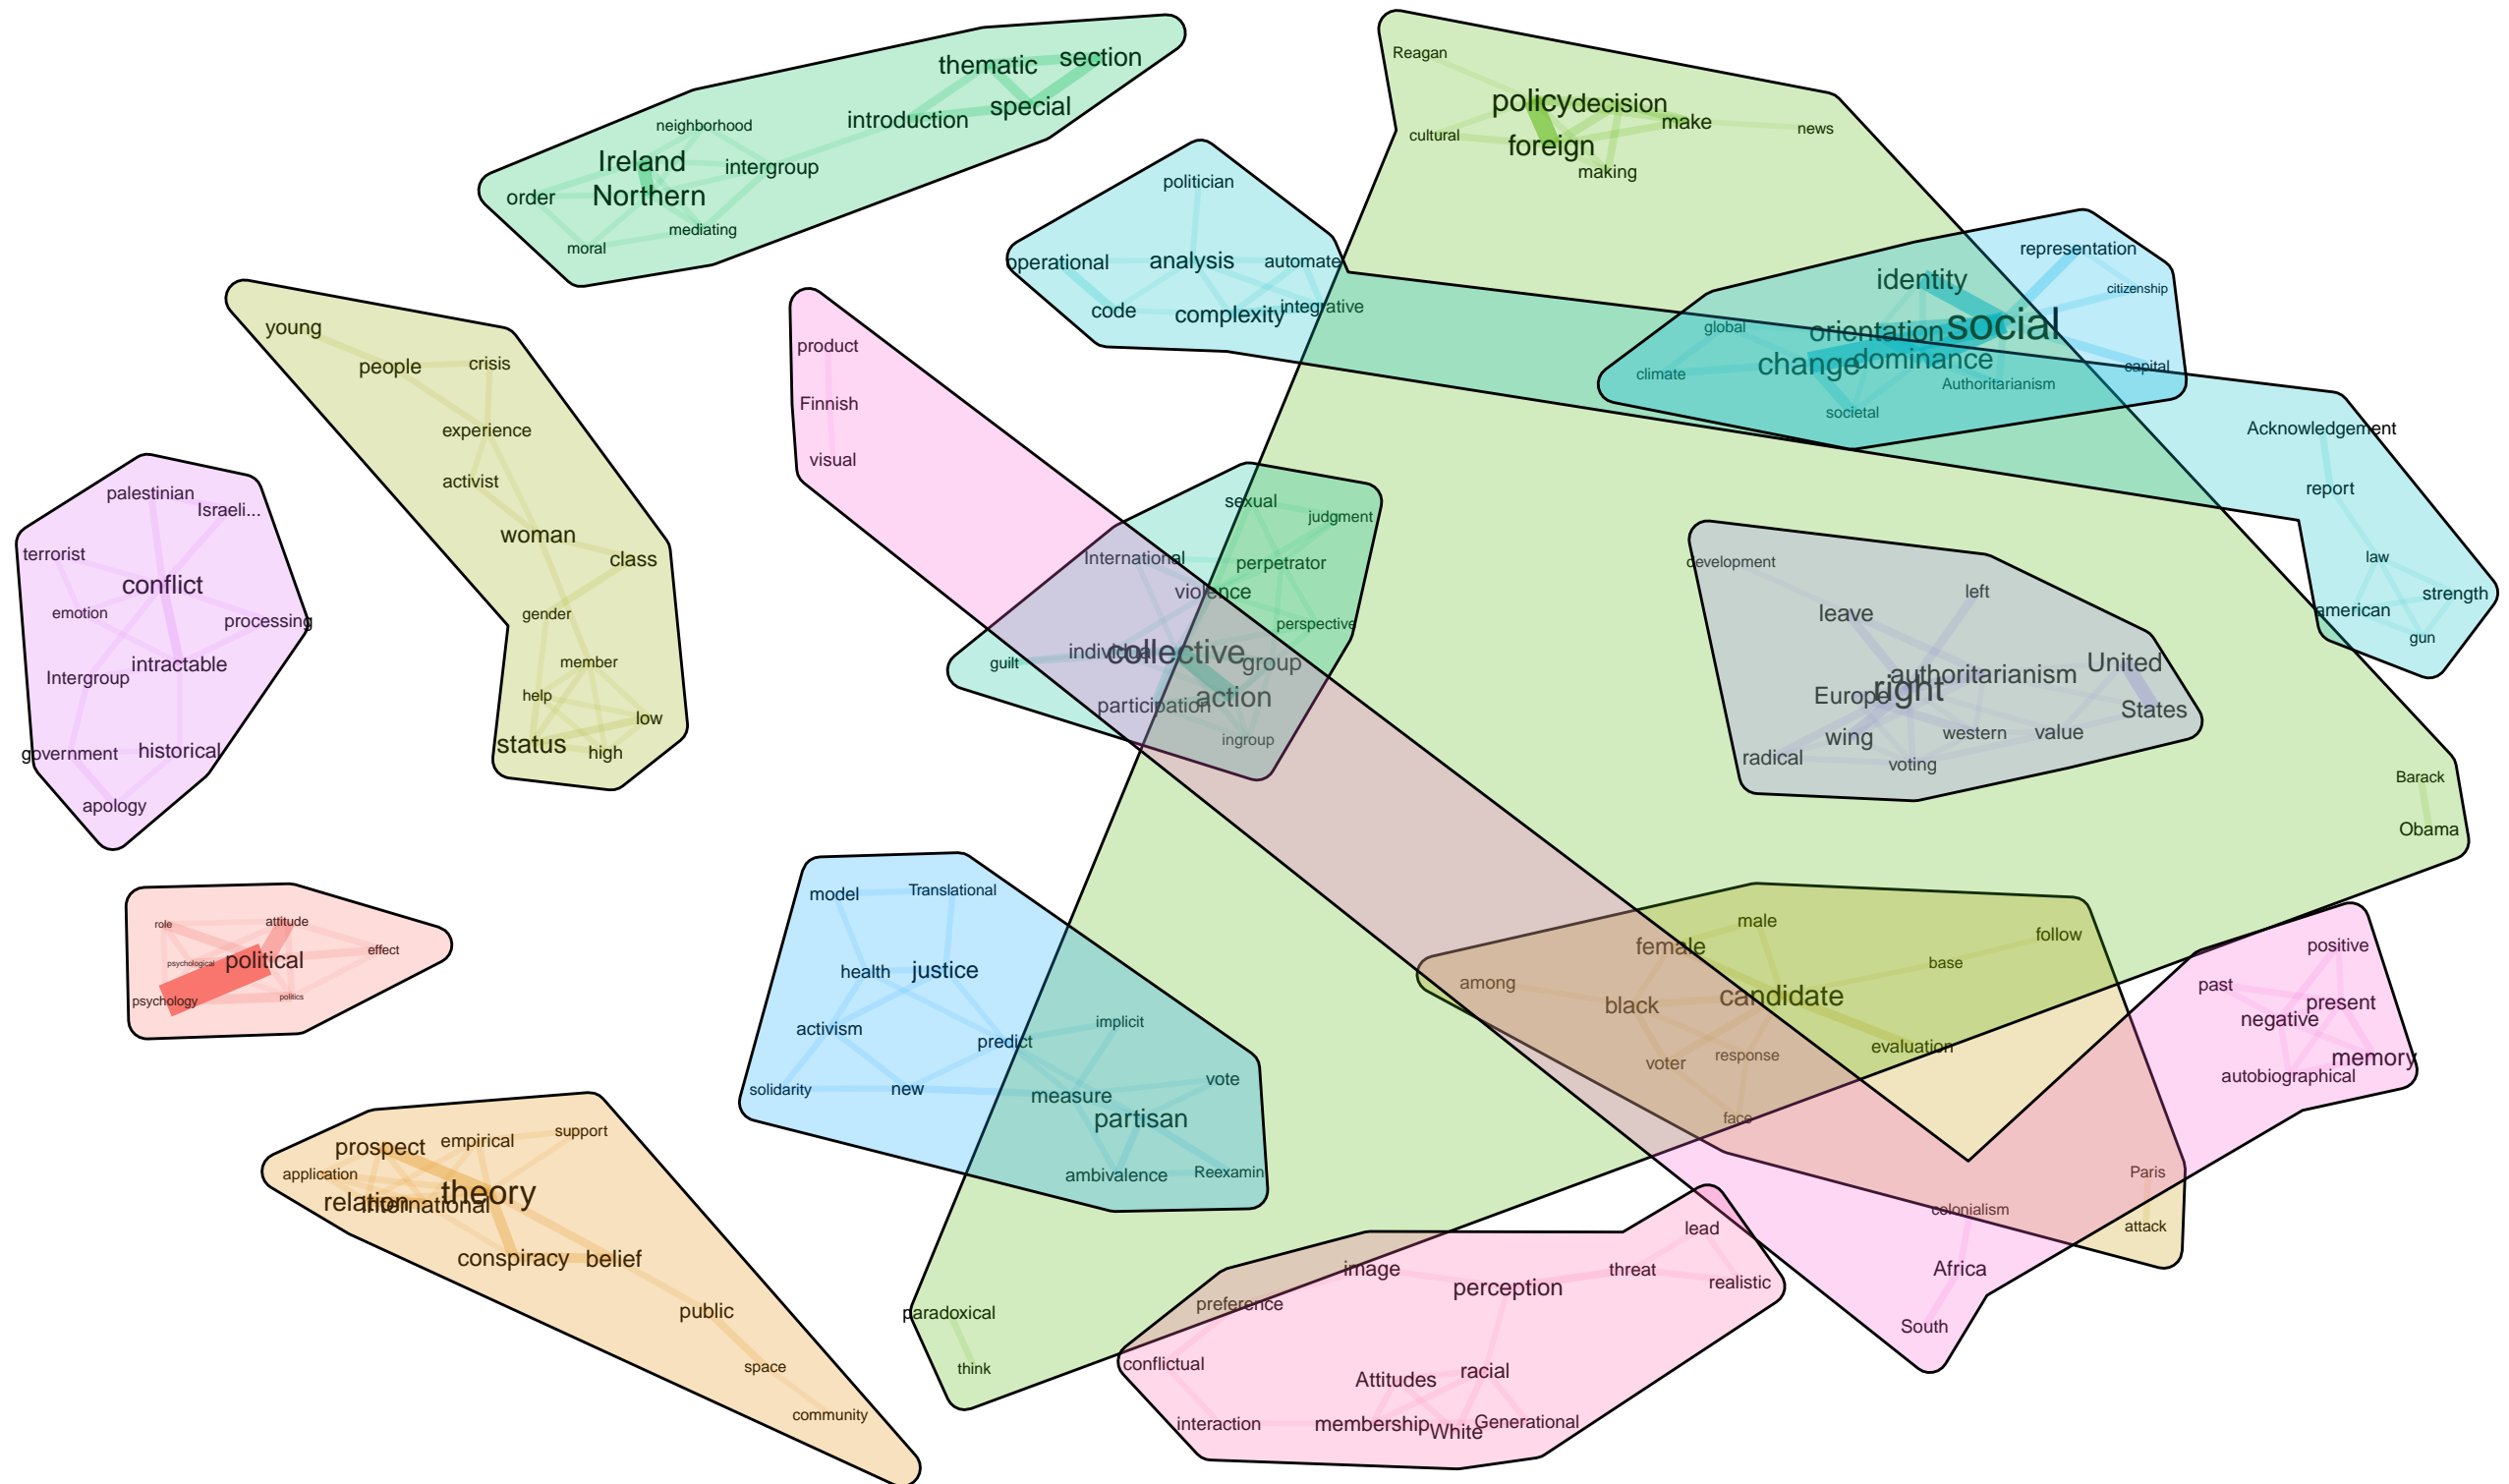 Reagan
thematic
section
special
introduction
neighborhood
Ireland
intergroup
Northern
order
mediating
moral
policy
decision
make
news
cultural
foreign
making
politician
operational
analysis
automate
code
complexity
integrative
representation
identity
citizenship
social
global
orientation
change
dominance
capital
climate
Authoritarianism
societal
young
people
crisis
experience
activist
woman
class
gender
member
help
low
status
high
product
Finnish
visual
Acknowledgement
report
law
strength
american
gun
palestinian
Israeli...
terrorist
conflict
emotion
processing
intractable
Intergroup
government
historical
apology
sexual
judgment
International
perpetrator
violence
perspective
individual
collective
group
guilt
participation
action
ingroup
development
left
leave
authoritarianism
United
right
Europe
States
wing
western
value
radical
voting
Barack
Obama
role
attitude
effect
political
psychological
psychology
politics
model
Translational
health
justice
activism
predict
implicit
solidarity
new
measure
vote
partisan
ambivalence
Reexamin
male
female
follow
base
among
candidate
black
evaluation
voter
response
face
positive
past
present
negative
memory
autobiographical
Paris
attack
colonialism
Africa
South
prospect
empirical
support
application
theory
relation
international
conspiracy
belief
public
space
community
paradoxical
think
lead
image
threat
perception
realistic
preference
conflictual
Attitudes
racial
interaction
membership
White
Generational